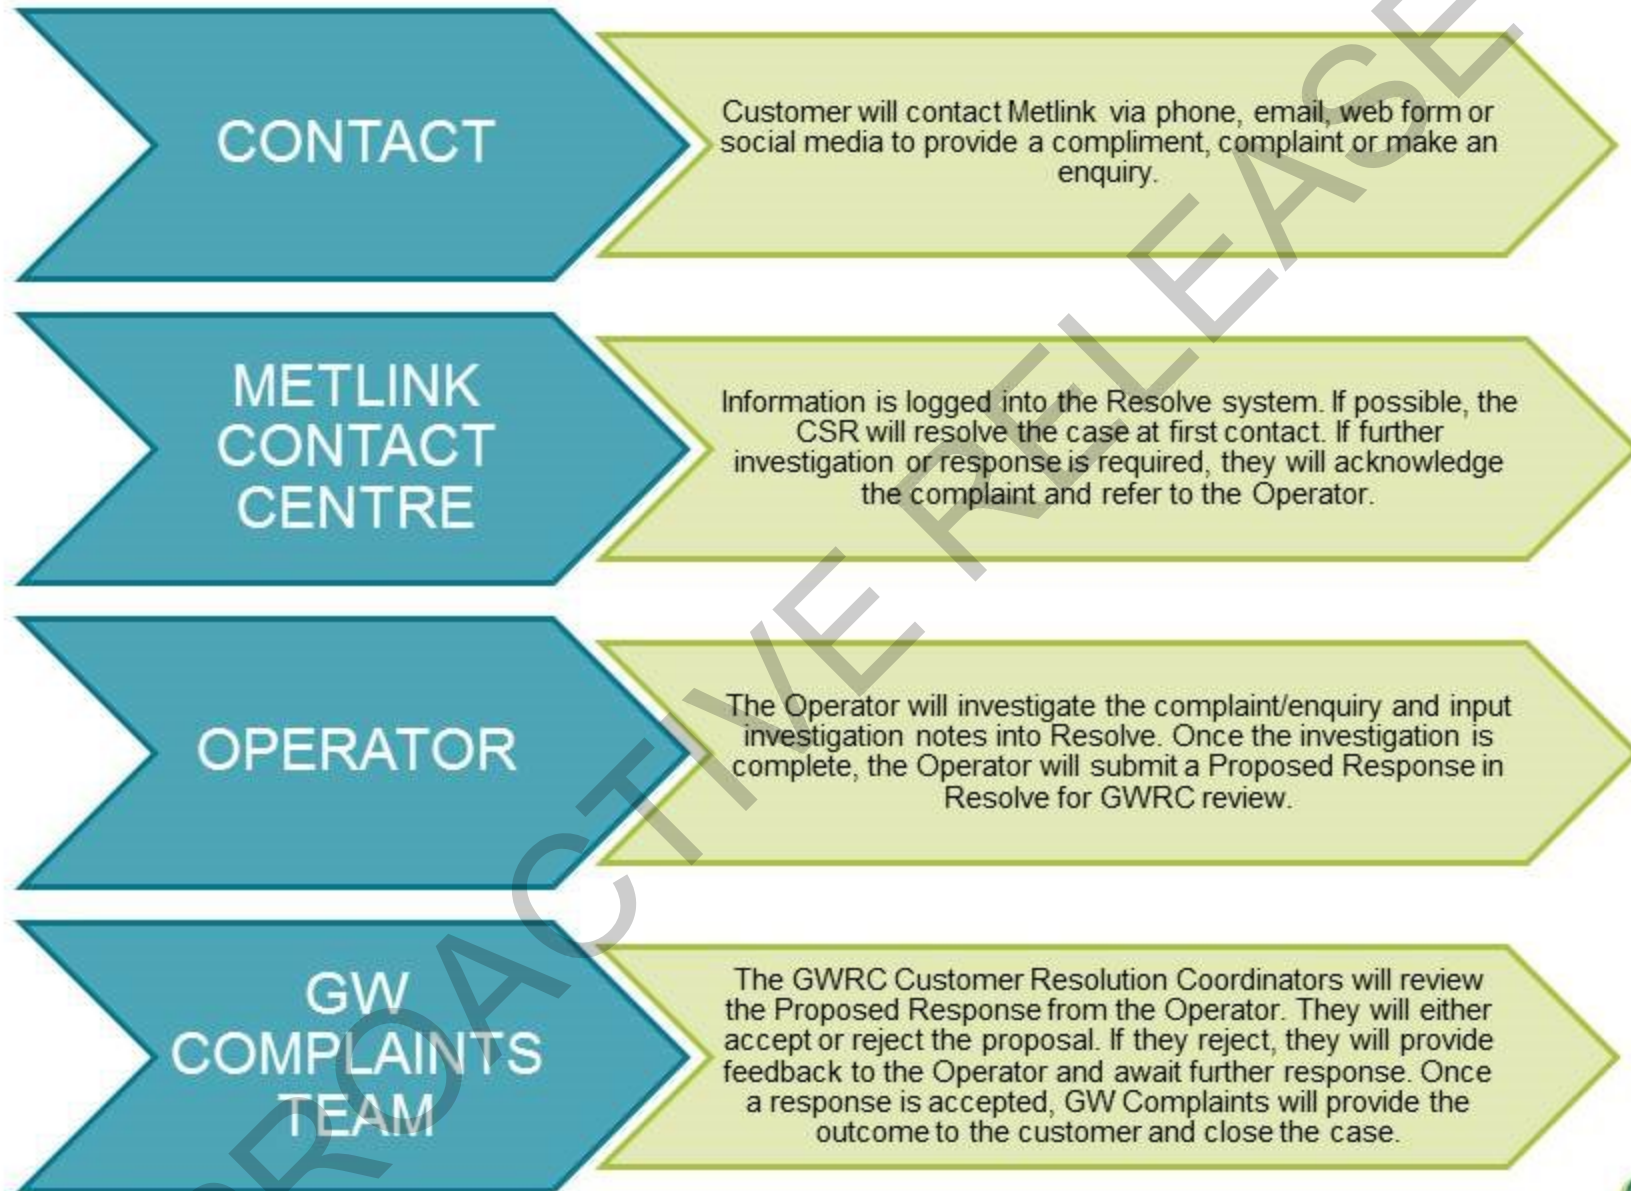 CONTACT
Customer will contact Metlink via phone, email, web form or
social media to provide a compliment, complaint or make an
enquiry.
METLINK
CONTACT
CENTRE
Information is logged into the Resolve system. If possible, the
CSR will resolve the case at first contact. If further
investigation or response is required, they will acknowledge
the complaint and refer to the Operator.
OPERATOR
The Operator will investigate the complaint/enquiry and input
investigation notes into Resolve. Once the investigation is
complete, the Operator will submit a Proposed Response in
Resolve for GWRC review.
GW
COMPLAINTS
TEAM
The GWRC Customer Resolution Coordinators will review
the Proposed Response from the Operator. They will either
accept or reject the proposal. If they reject, they will provide
feedback to the Operator and await further response. Once
a response is accepted, GW Complaints will provide the
outcome to the customer and close the case.
PROACTIVE RELEASE